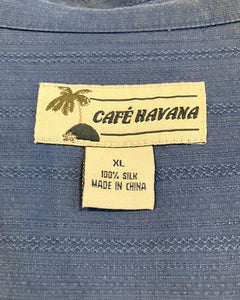 CAFÉ HAVANA
XL
100% SILK
MADE IN CHINA